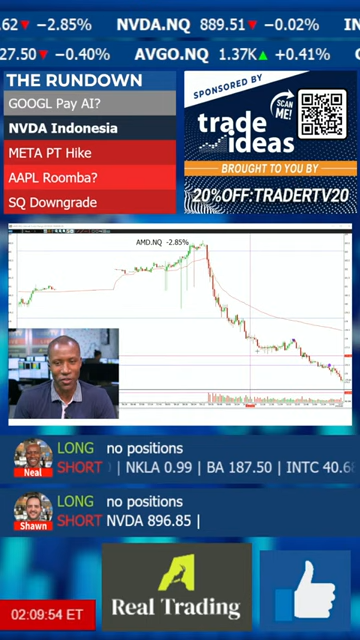 .62▼ −2.85% NVDA.NQ 889.51▼ −0.02% IN
27.50▼ −0.40% AVGO.NQ 1.37K▲ +0.41%
THE RUNDOWN
GOOGL Pay AI?
NVDA Indonesia
META PT Hike
AAPL Roomba?
SQ Downgrade
SPONSORED BY
SCAN ME!
trade ideas
BROUGHT TO YOU BY
20%OFF:TRADERTV20
AMD.NQ -2.85%
LONG no positions
SHORT | NKLA 0.99 | BA 187.50 | INTC 40.68
Neal
LONG no positions
SHORT NVDA 896.85 |
Shawn
02:09:54 ET
Real Trading